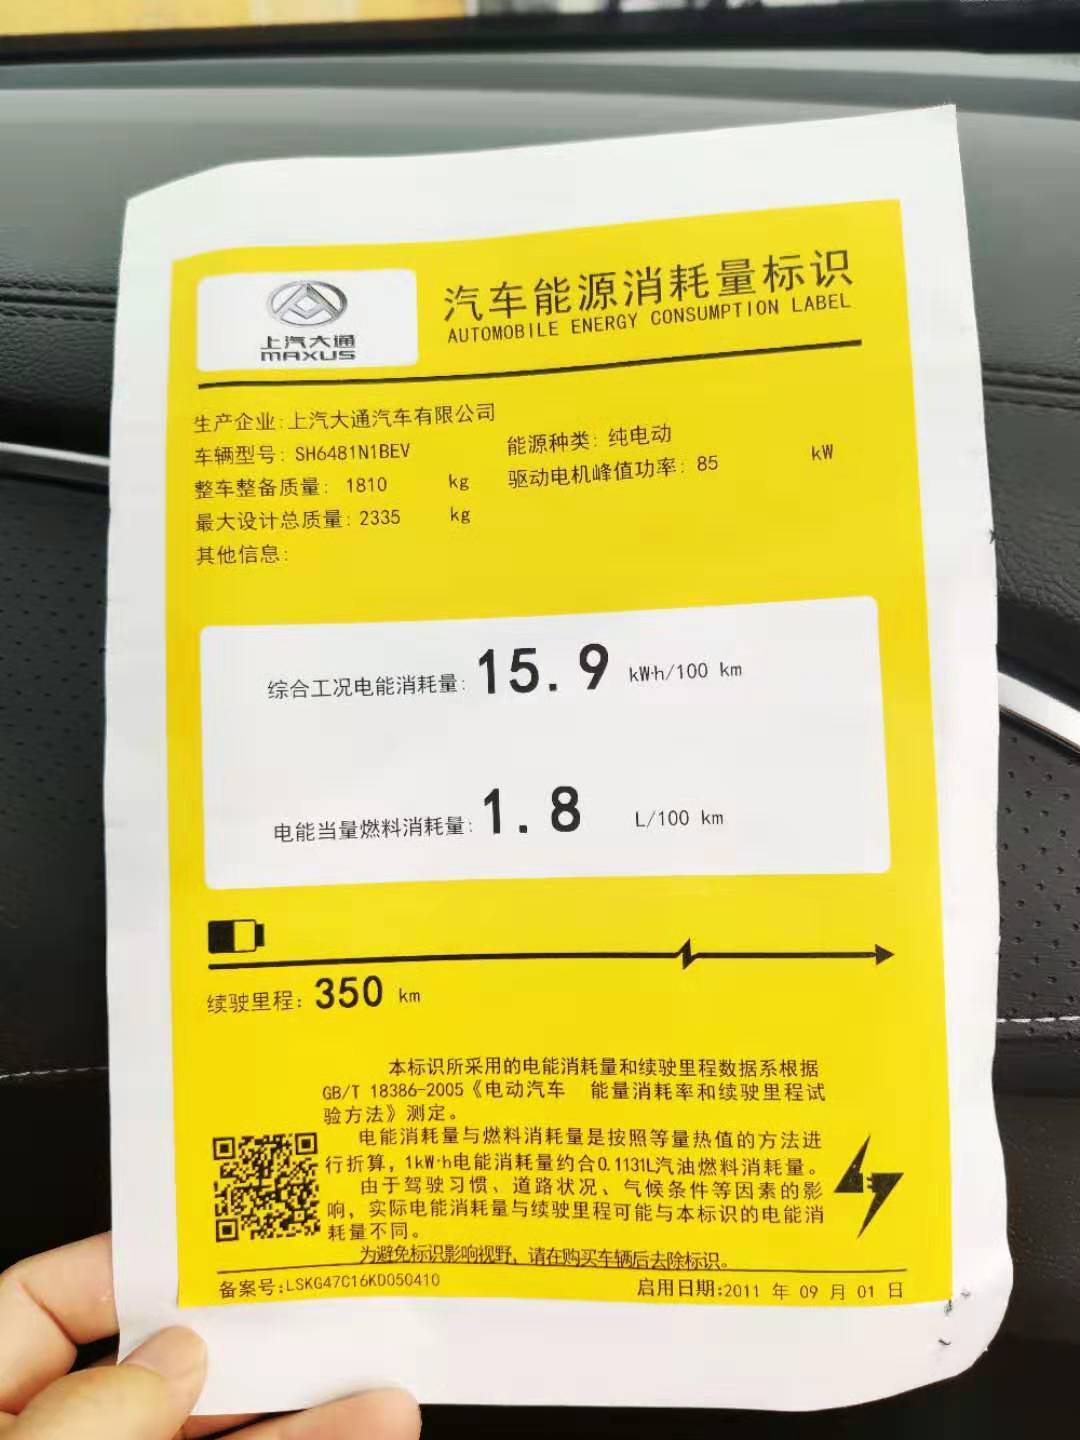 上汽大通
MAXUS
汽车能源消耗量标识
AUTOMOBILE ENERGY CONSUMPTION LABEL
生产企业:上汽大通汽车有限公司
车辆型号: SH6481N1BEV
能源种类: 纯电动
整车整备质量: 1810 kg
驱动电机峰值功率: 85 kW
最大设计总质量: 2335 kg
其他信息:
综合工况电能消耗量: 15.9 kW·h/100 km
电能当量燃料消耗量: 1.8 L/100 km
续驶里程: 350 km
本标识所采用的电能消耗量和续驶里程数据系根据
GB/T 18386-2005《电动汽车 能量消耗率和续驶里程试
验方法》测定。
电能消耗量与燃料消耗量是按照等量热值的方法进
行折算，1kW·h电能消耗量约合0.1131L汽油燃料消耗量。
由于驾驶习惯、道路状况、气候条件等因素的影
响，实际电能消耗量与续驶里程可能与本标识的电能消
耗量不同。
为避免标识影响视野，请在购买车辆后去除标识。
备案号:LSKG47C16KD050410
启用日期:2011 年 09 月 01 日